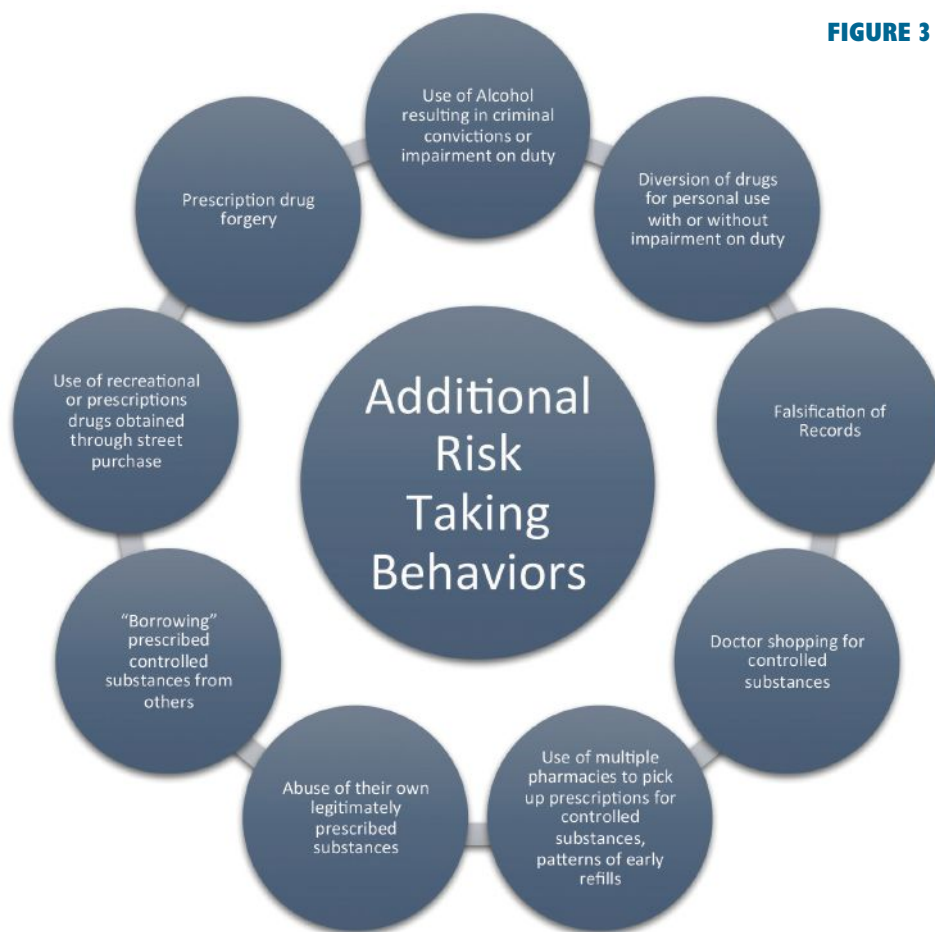 FIGURE 3
Use of Alcohol
resulting in criminal
convictions or
impairment on duty
Diversion of drugs
for personal use
with or without
impairment on duty
Falsification of
Records
Doctor shopping for
controlled
substances
Use of multiple
pharmacies to pick
up prescriptions for
controlled
substances,
patterns of early
refills
Abuse of their own
legitimately
prescribed
substances
“Borrowing”
prescribed
controlled
substances from
others
Use of recreational
or prescriptions
drugs obtained
through street
purchase
Prescription drug
forgery
Additional
Risk
Taking
Behaviors